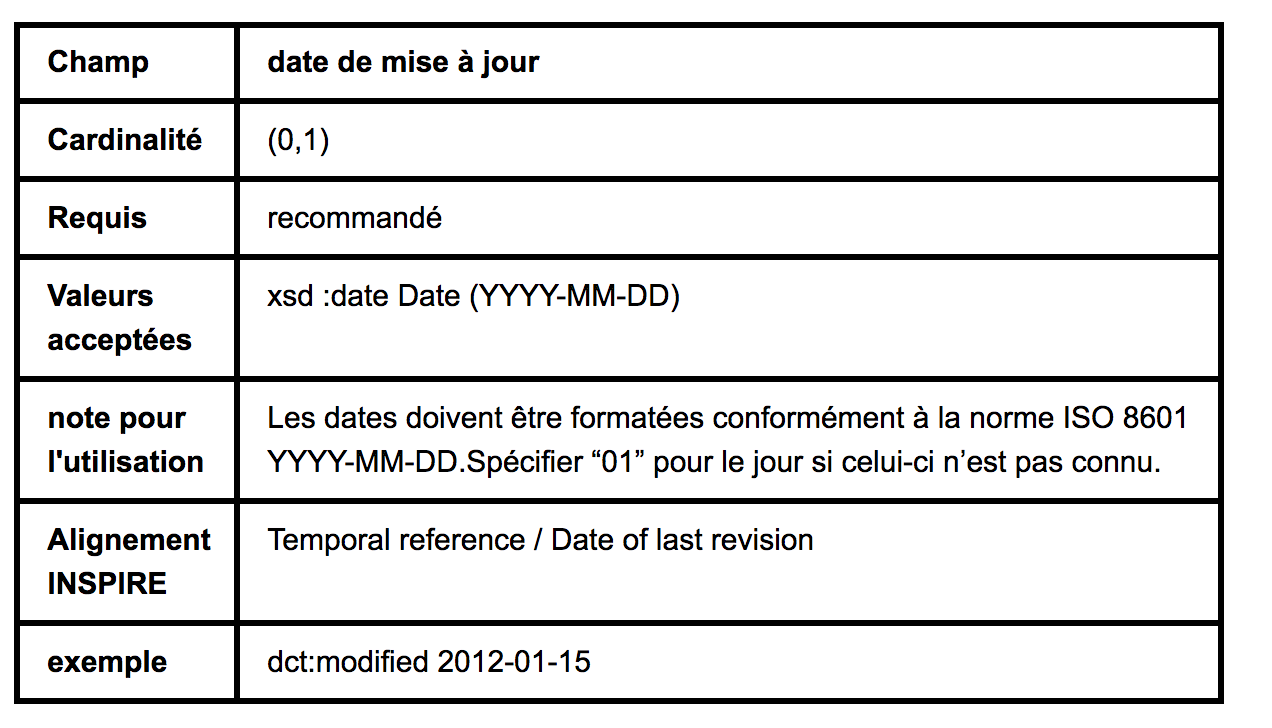 Champ date de mise à jour
Cardinalité (0,1)
Requis recommandé
Valeurs
acceptées
xsd :date Date (YYYY-MM-DD)
note pour
l'utilisation
Les dates doivent être formatées conformément à la norme ISO 8601
YYYY-MM-DD.Spécifier “01” pour le jour si celui-ci n’est pas connu.
Alignement
INSPIRE
Temporal reference / Date of last revision
exemple dct:modified 2012-01-15